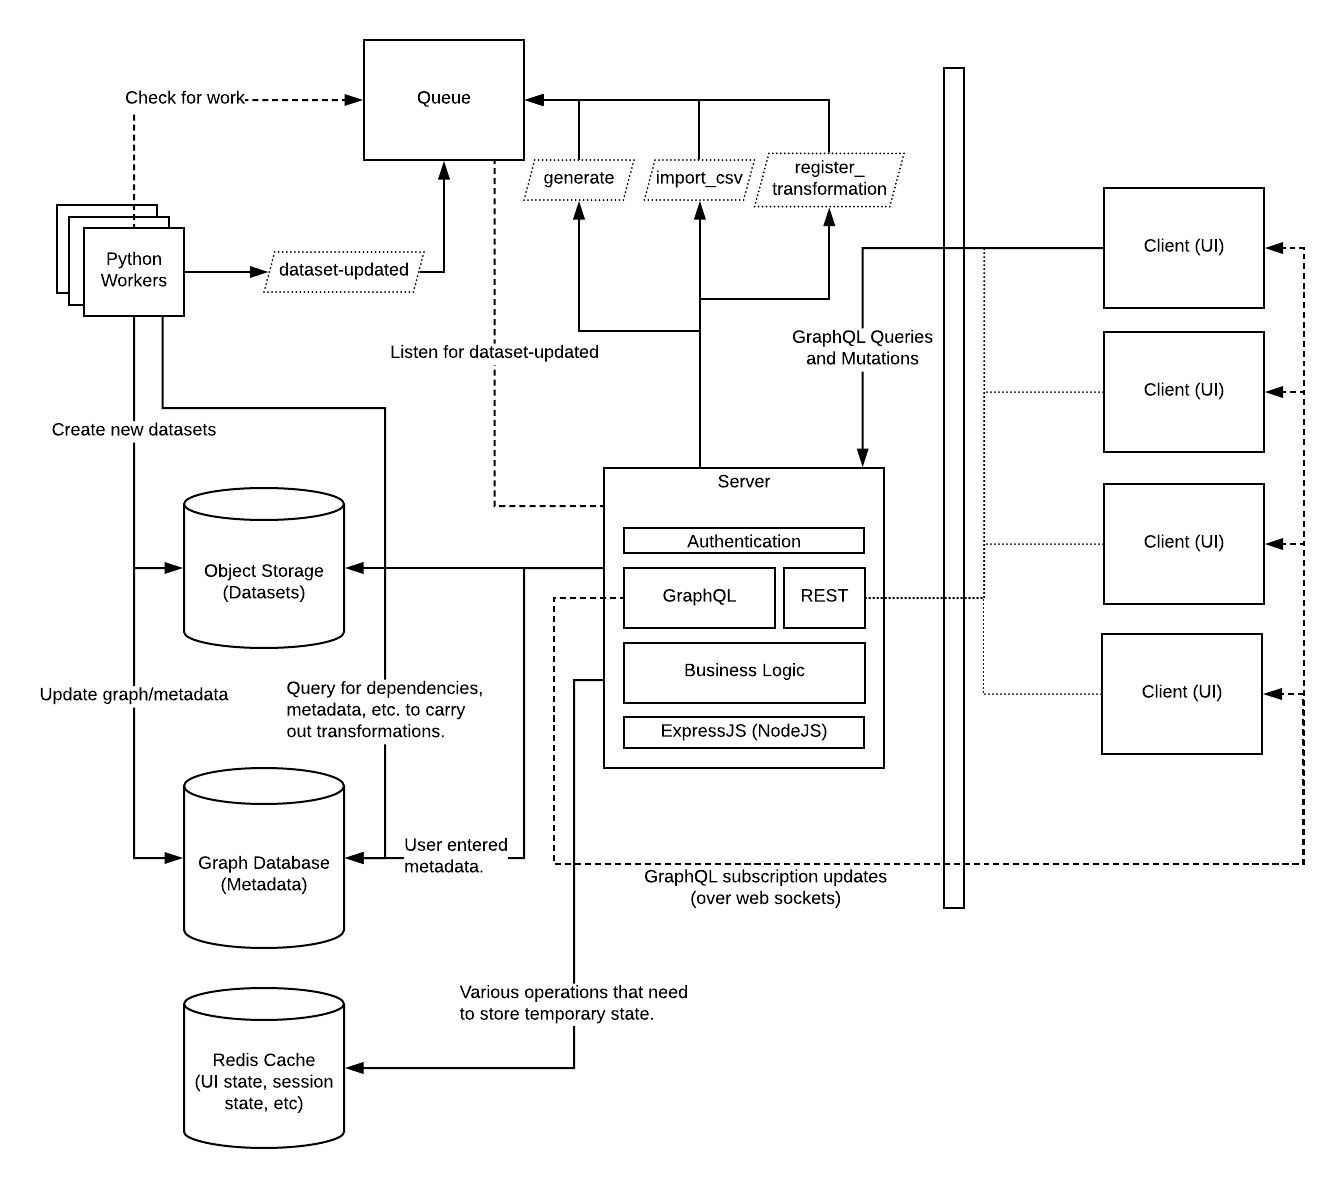 Check for work
Queue
generate
import_csv
register_
transformation
Python
Workers
dataset-updated
Client (UI)
GraphQL Queries
and Mutations
Listen for dataset-updated
Client (UI)
Create new datasets
Server
Authentication
Client (UI)
Object Storage
(Datasets)
GraphQL
REST
Business Logic
ExpressJS (NodeJS)
Client (UI)
Update graph/metadata
Query for dependencies,
metadata, etc. to carry
out transformations.
Graph Database
(Metadata)
User entered
metadata.
GraphQL subscription updates
(over web sockets)
Various operations that need
to store temporary state.
Redis Cache
(UI state, session
state, etc)